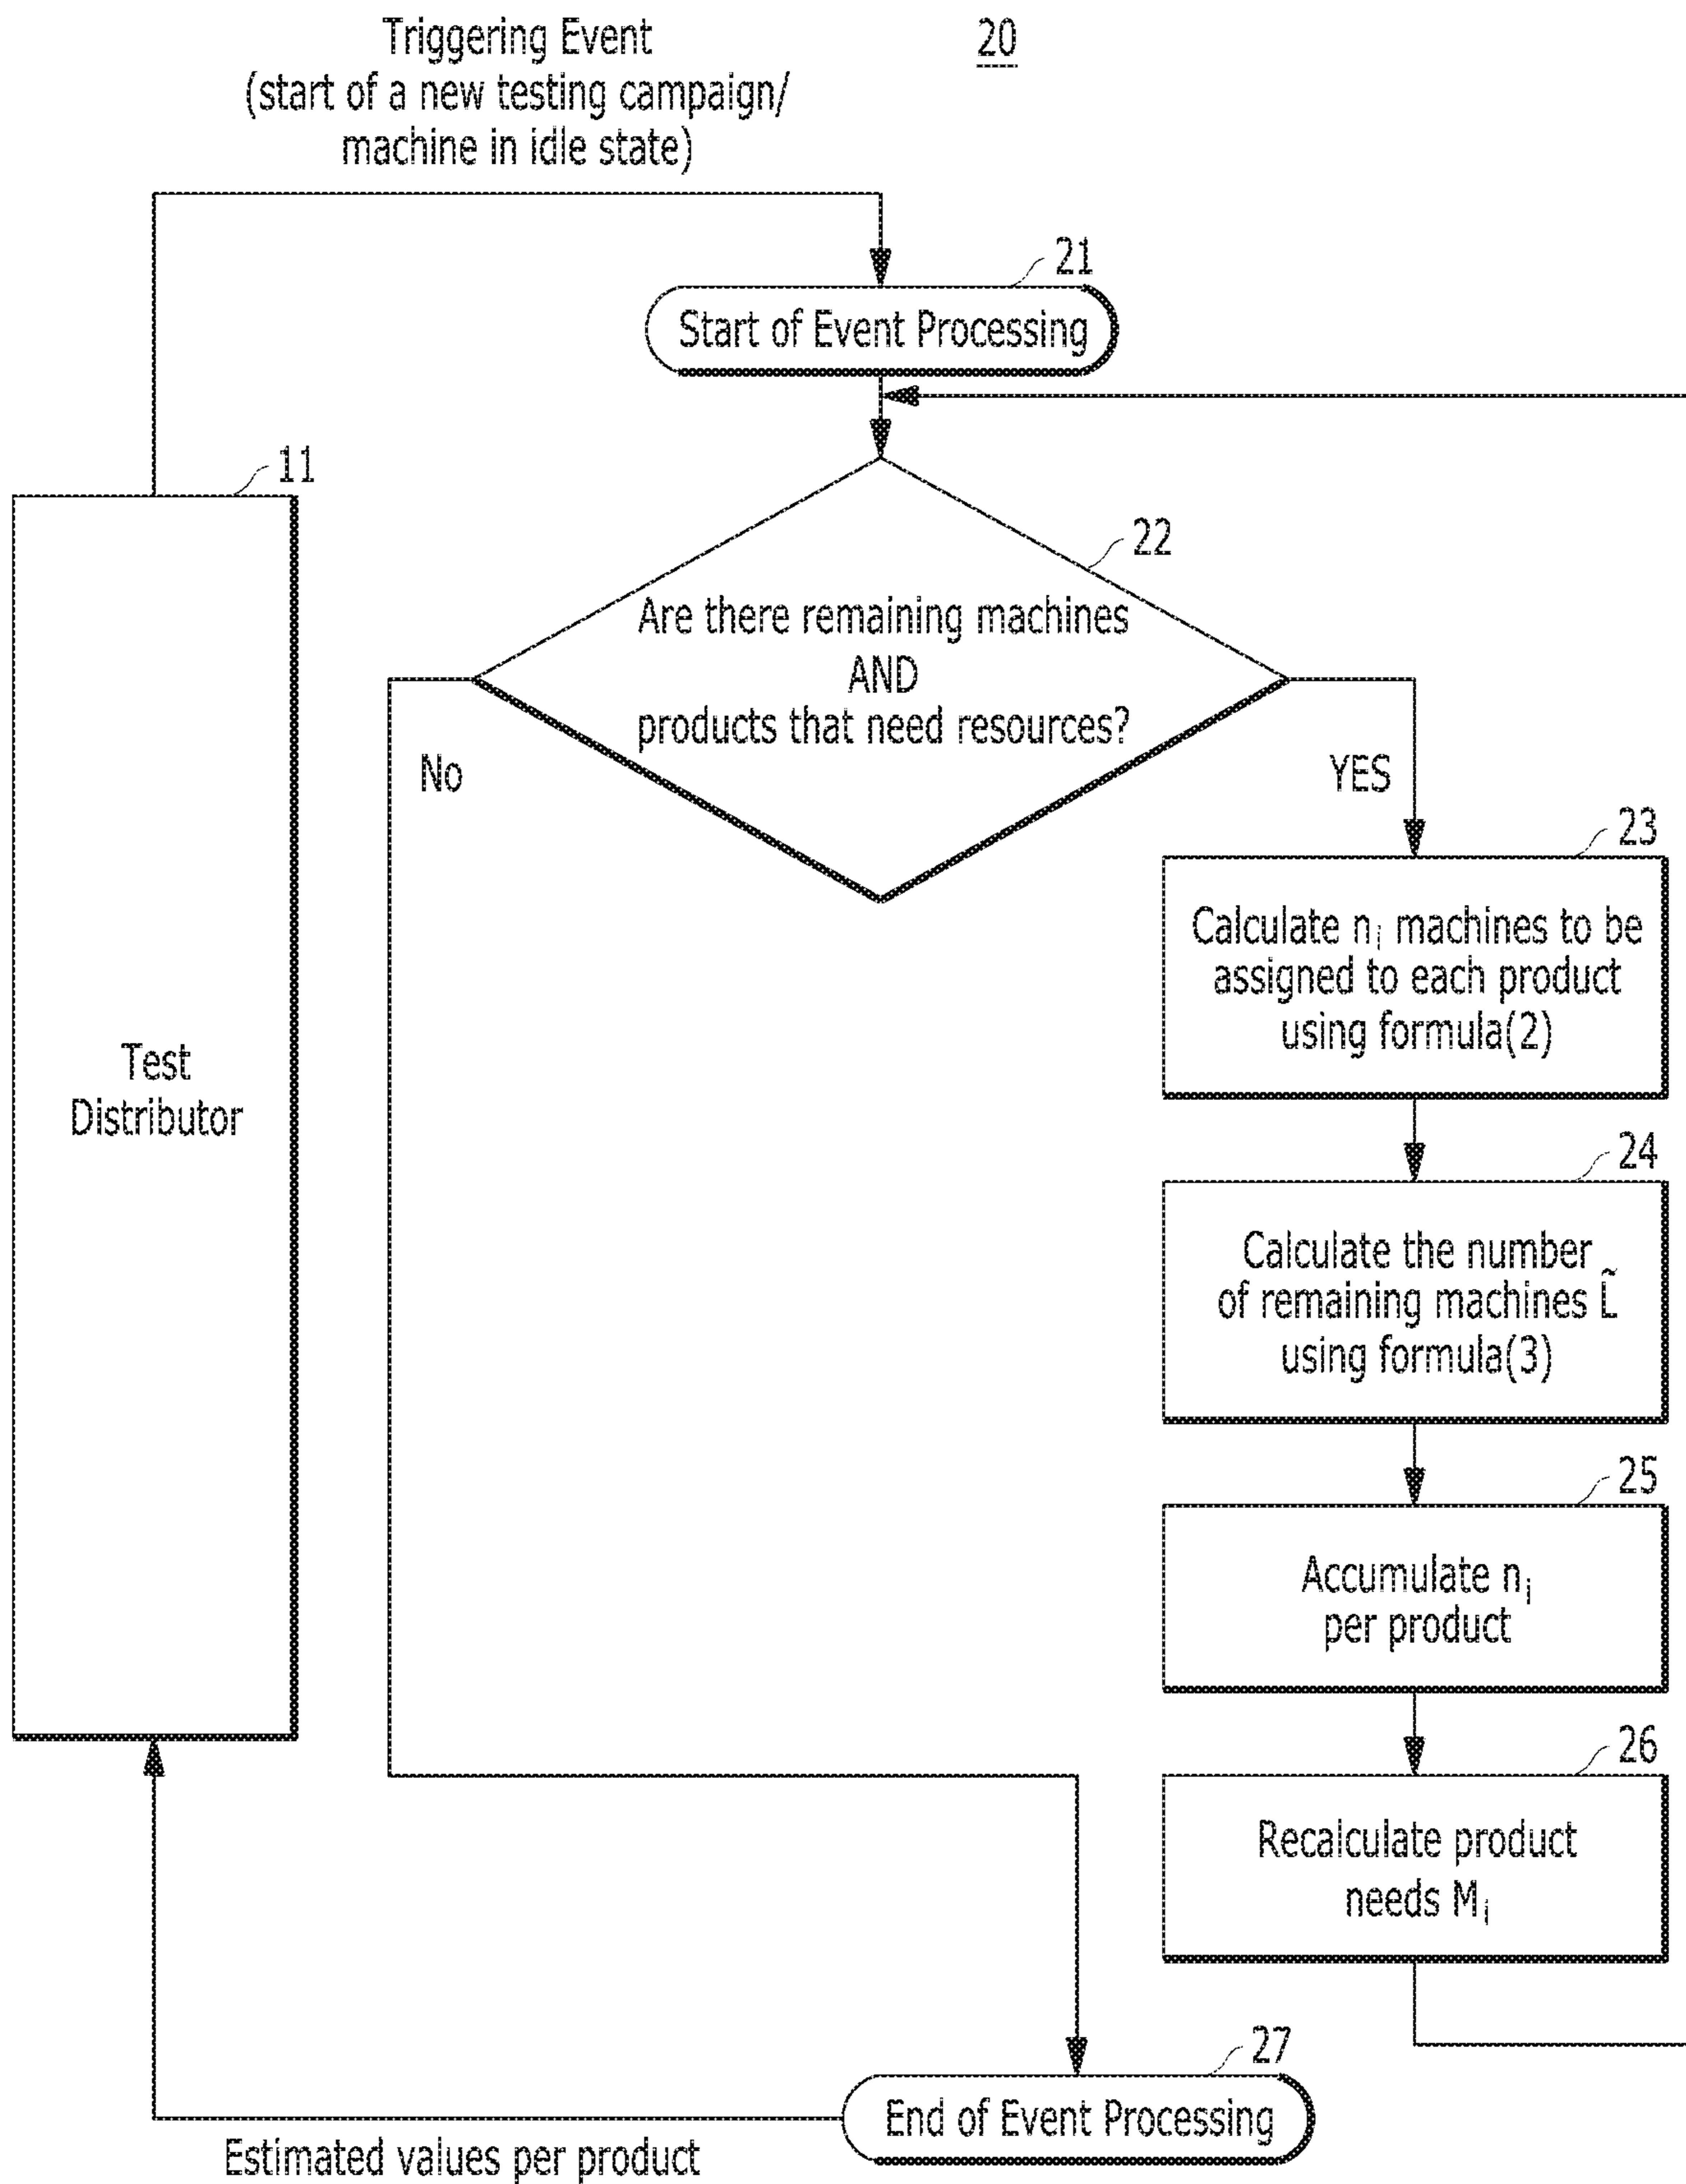 Triggering Event
(start of a new testing campaign/
machine in idle state)
20
21
Start of Event Processing
11
Test
Distributor
22
Are there remaining machines
AND
products that need resources?
No
YES
23
Calculate nᵢ machines to be
assigned to each product
using formula(2)
24
Calculate the number
of remaining machines L̃
using formula(3)
25
Accumulate nᵢ
per product
26
Recalculate product
needs Mᵢ
27
End of Event Processing
Estimated values per product